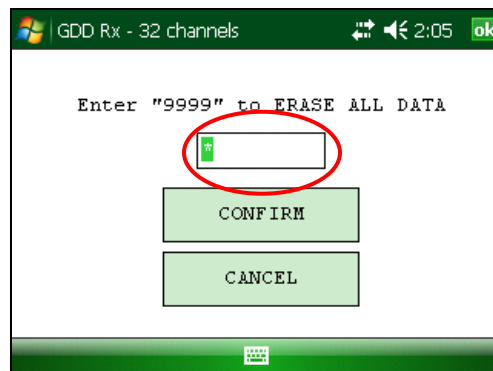 GDD Rx - 32 channels 2:05 ok
Enter "9999" to ERASE ALL DATA
*
CONFIRM
CANCEL